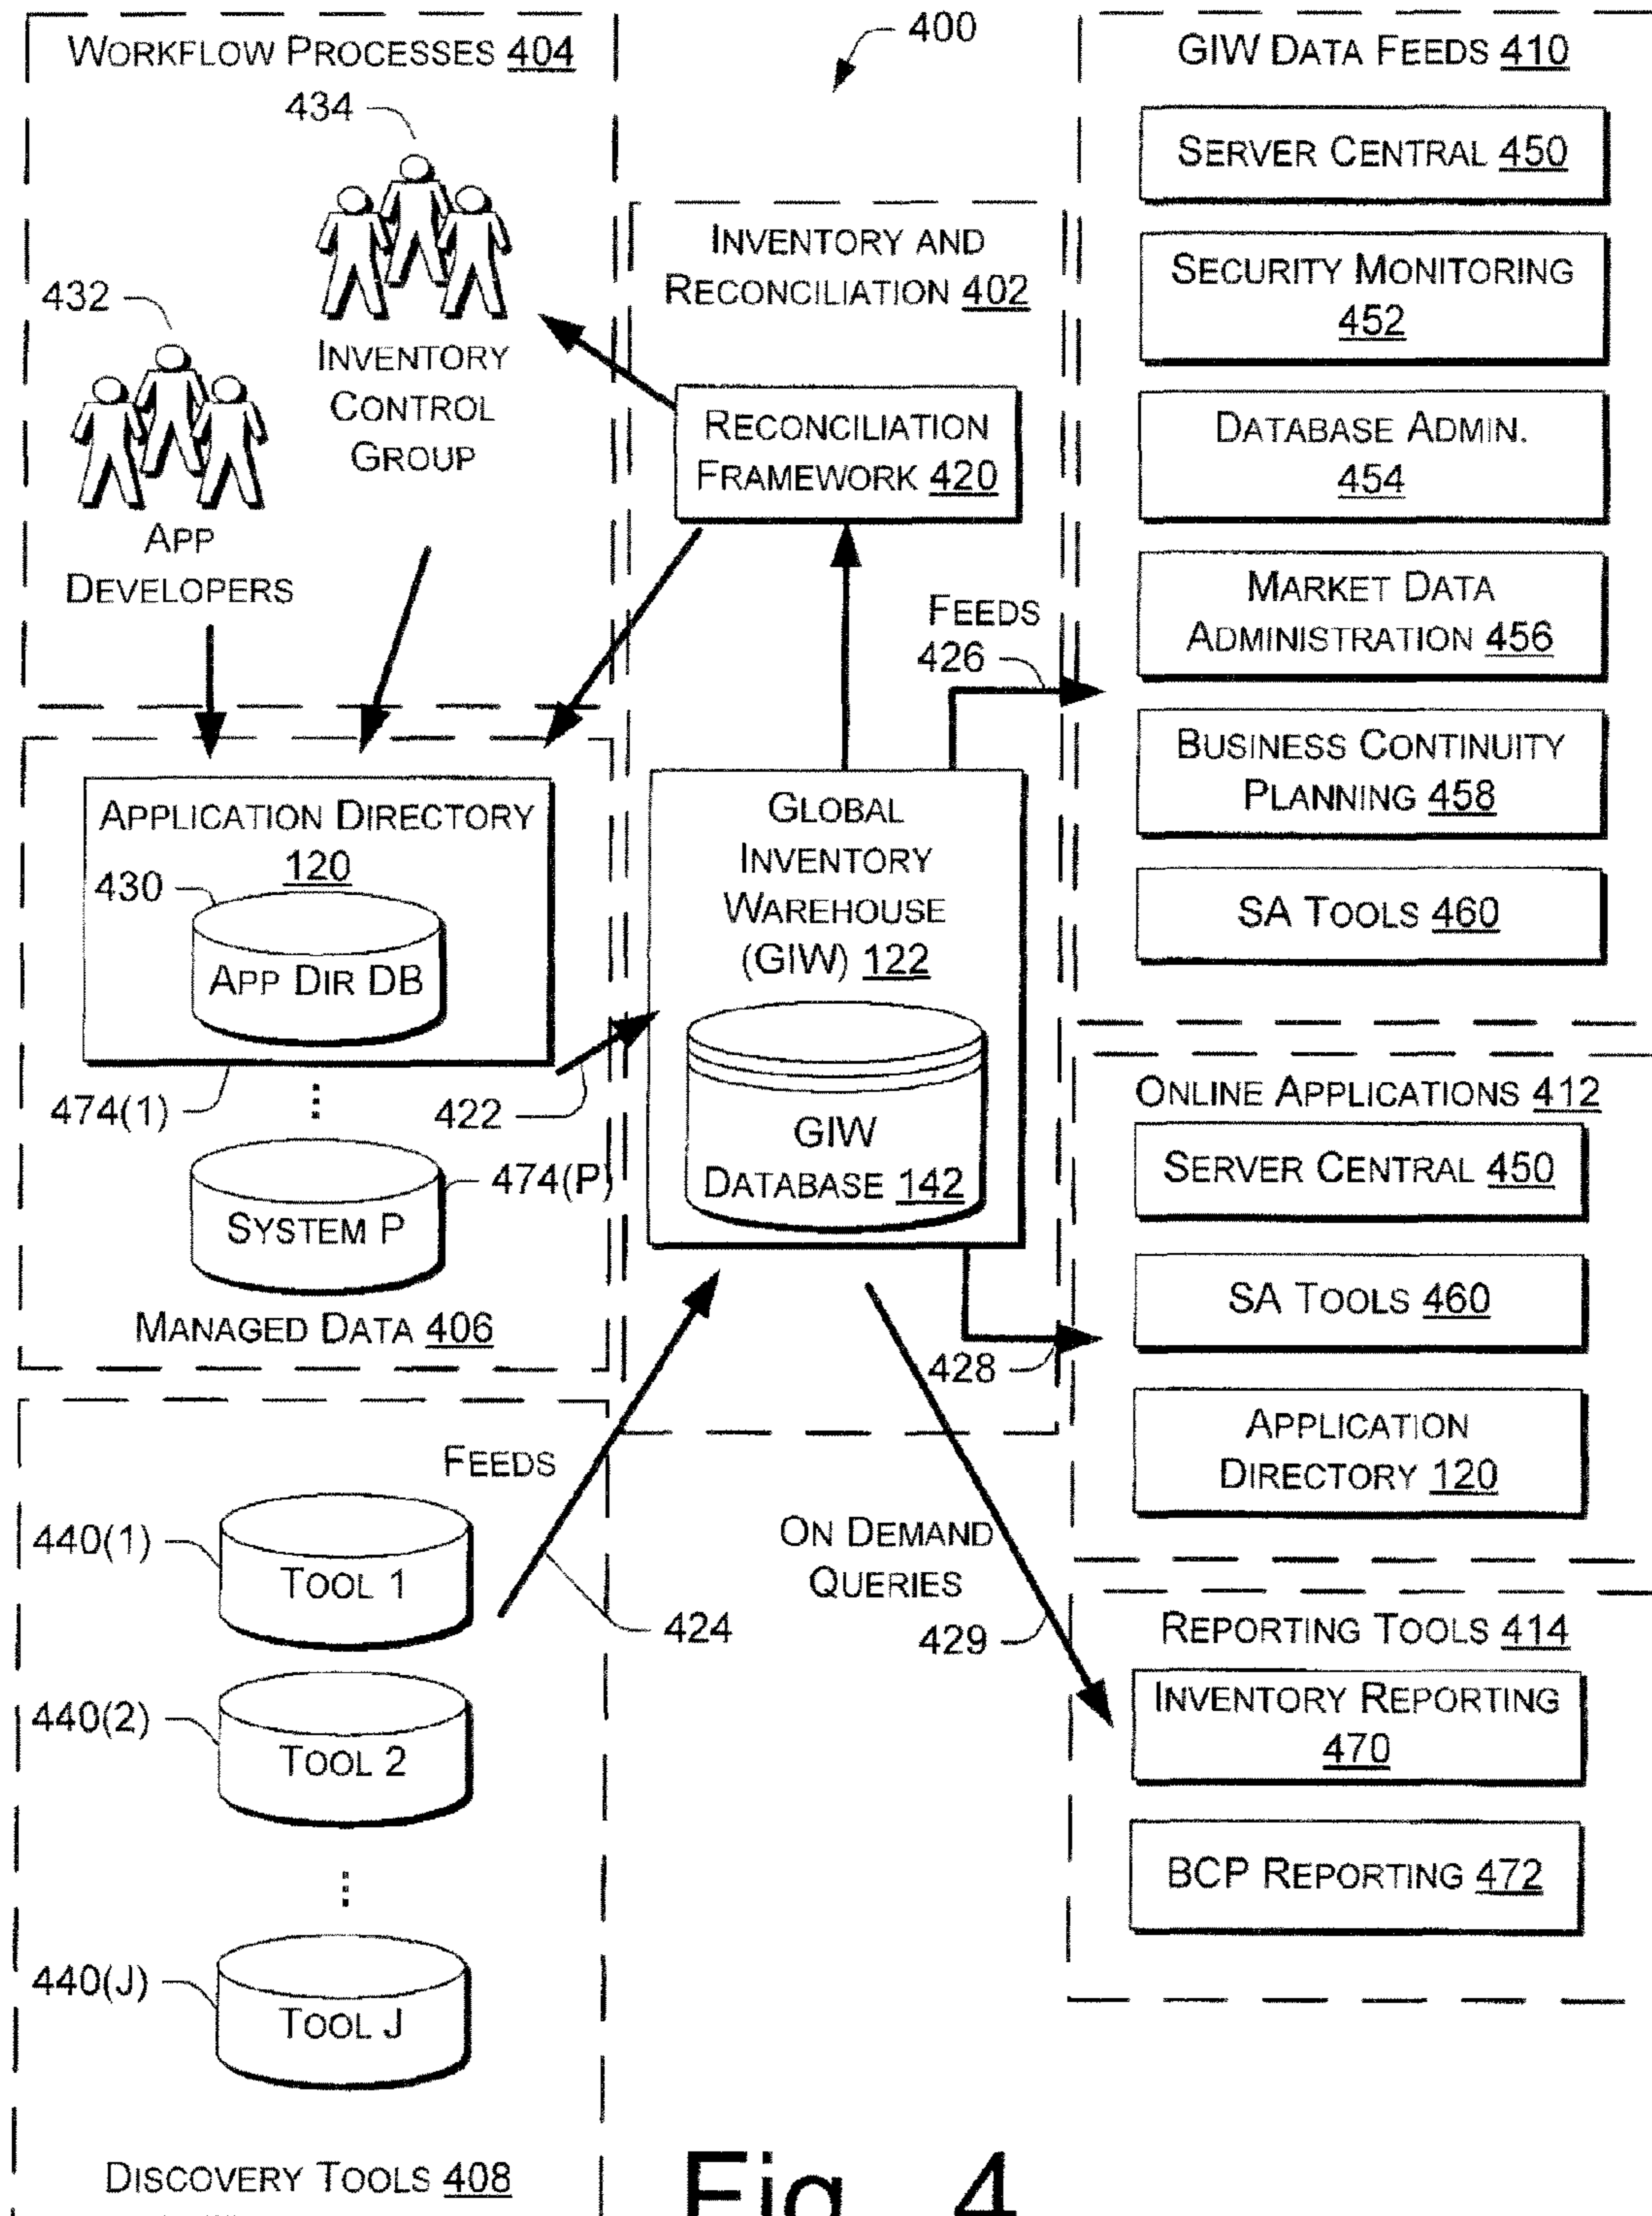 400
WORKFLOW PROCESSES 404
434
432
INVENTORY
CONTROL
GROUP
APP
DEVELOPERS
INVENTORY AND
RECONCILIATION 402
RECONCILIATION
FRAMEWORK 420
FEEDS
426
APPLICATION DIRECTORY
120
430
APP DIR DB
474(1)
⋮
422
474(P)
SYSTEM P
MANAGED DATA 406
GLOBAL
INVENTORY
WAREHOUSE
(GIW) 122
GIW
DATABASE 142
428
FEEDS
440(1)
TOOL 1
424
440(2)
TOOL 2
⋮
440(J)
TOOL J
DISCOVERY TOOLS 408
ON DEMAND
QUERIES
429
GIW DATA FEEDS 410
SERVER CENTRAL 450
SECURITY MONITORING
452
DATABASE ADMIN.
454
MARKET DATA
ADMINISTRATION 456
BUSINESS CONTINUITY
PLANNING 458
SA TOOLS 460
ONLINE APPLICATIONS 412
SERVER CENTRAL 450
SA TOOLS 460
APPLICATION
DIRECTORY 120
REPORTING TOOLS 414
INVENTORY REPORTING
470
BCP REPORTING 472
Fig. 4